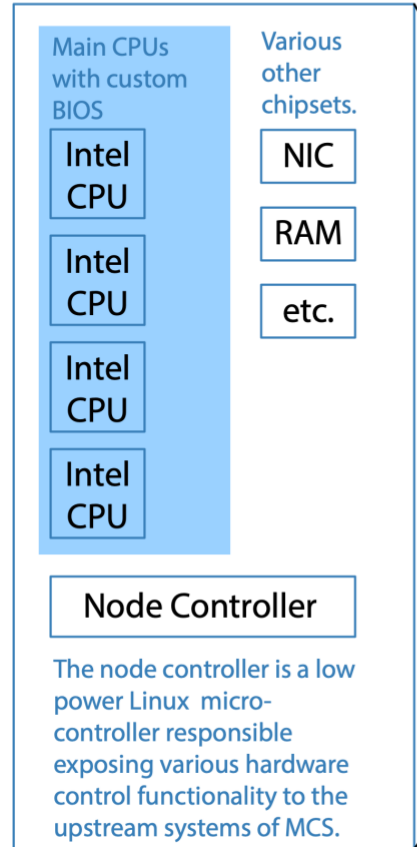 Main CPUs
with custom
BIOS
Intel
CPU
Intel
CPU
Intel
CPU
Intel
CPU
Various
other
chipsets.
NIC
RAM
etc.
Node Controller
The node controller is a low
power Linux micro-
controller responsible
exposing various hardware
control functionality to the
upstream systems of MCS.